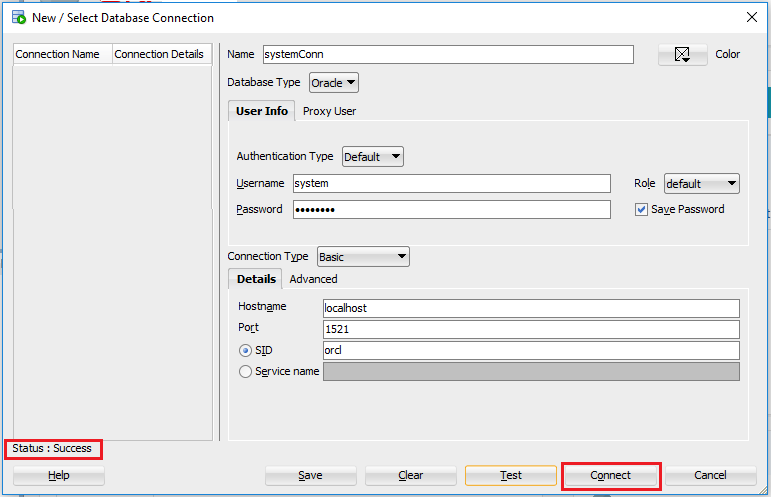 New / Select Database Connection
Connection Name Connection Details
Name systemConn Color
Database Type Oracle
User Info Proxy User
Authentication Type Default
Username system Role default
Password •••••••• Save Password
Connection Type Basic
Details Advanced
Hostname localhost
Port 1521
SID orcl
Service name
Status : Success
Help Save Clear Test Connect Cancel